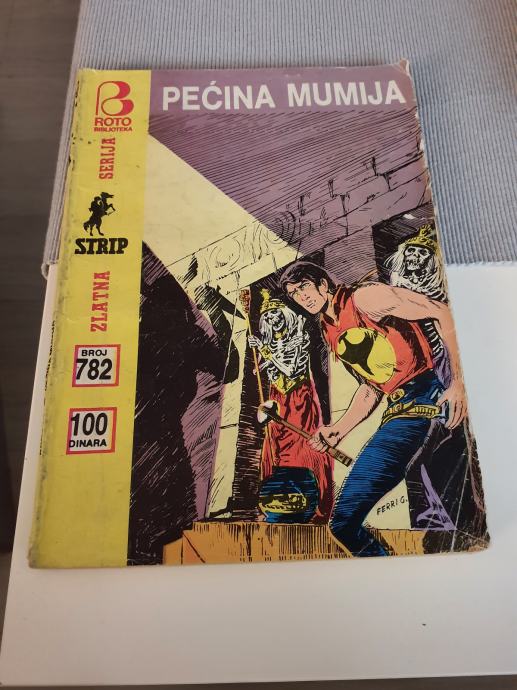 PEĆINA MUMIJA
B
ROTO
BIBLIOTEKA
ZLATNA
STRIP
SERIJA
BROJ
782
100
DINARA
FERRI G.